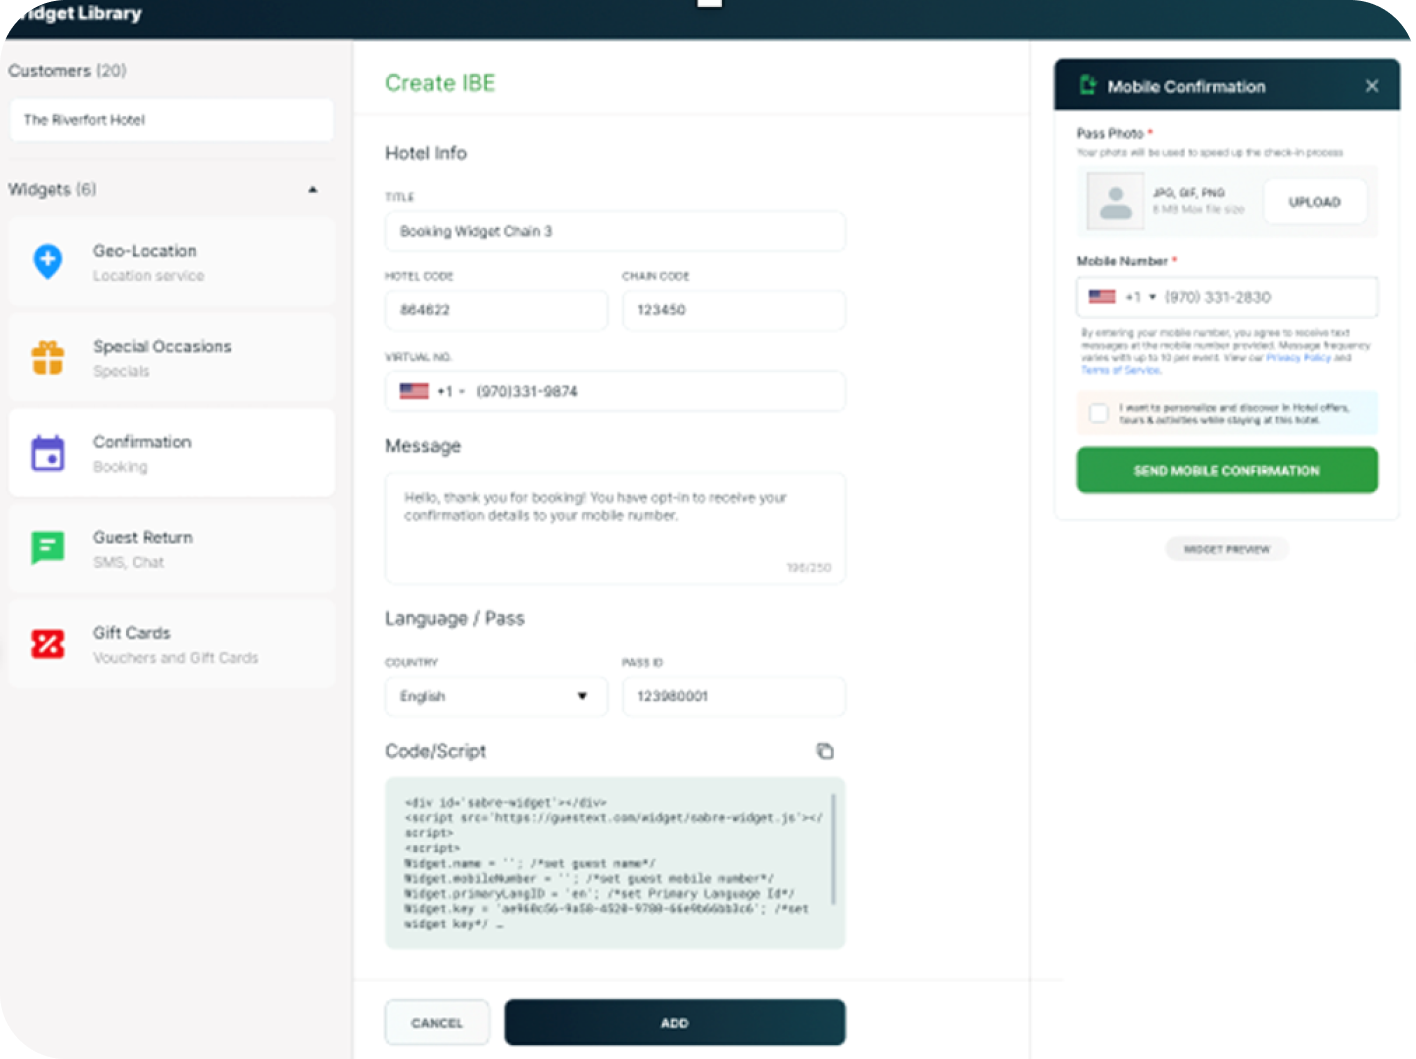 idget Library
Customers (20)
The Riverfort Hotel
Widgets (6)
Geo-Location
Location service
Special Occasions
Specials
Confirmation
Booking
Guest Return
SMS, Chat
Gift Cards
Vouchers and Gift Cards
Create IBE
Hotel Info
TITLE
Booking Widget Chain 3
HOTEL CODE
CHAIN CODE
864622
123450
VIRTUAL NO.
+1 - (970)331-9874
Message
Hello, thank you for booking! You have opt-in to receive your
confirmation details to your mobile number.
196/250
Language / Pass
COUNTRY
PASS ID
English
123980001
Code/Script
<div id='sabre-widget'></div>
<script src='https://guestext.com/widget/sabre-widget.js'></
script>
<script>
Widget.name = ''; /*set guest name*/
Widget.mobileNumber = ''; /*set guest mobile number*/
Widget.primaryLangID = 'en'; /*set Primary Language Id*/
Widget.key = '; /*set
widget key*/ …
CANCEL
ADD
Mobile Confirmation
Pass Photo *
Your photo will be used to speed up the check-in process
JPG, GIF, PNG
6 MB Max file size
UPLOAD
Mobile Number *
+1 (970) 331-2830
By entering your mobile number, you agree to receive text
messages at the mobile number provided. Message frequency
varies with up to 10 per event. View our Privacy Policy and
Terms of Service.
I want to personalize and discover in Hotel offers,
tours & activities while staying at this hotel.
SEND MOBILE CONFIRMATION
WIDGET PREVIEW